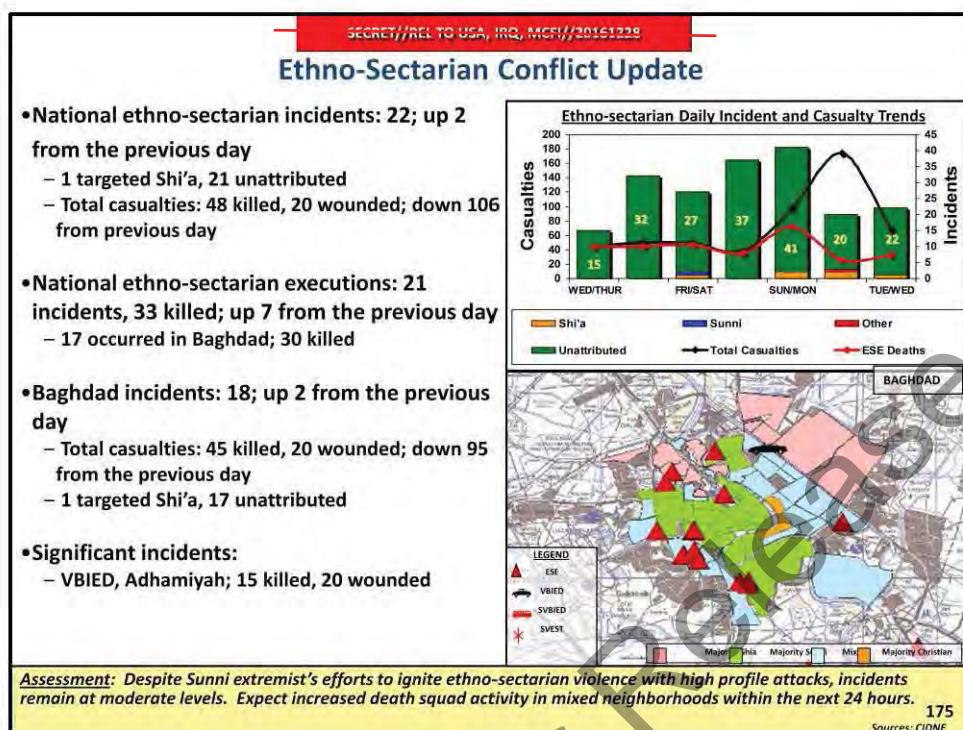 SECRET//REL TO USA, IRQ, MCFI//20161228
Ethno-Sectarian Conflict Update
•National ethno-sectarian incidents: 22; up 2
from the previous day
– 1 targeted Shi'a, 21 unattributed
– Total casualties: 48 killed, 20 wounded; down 106
from previous day
•National ethno-sectarian executions: 21
incidents, 33 killed; up 7 from the previous day
– 17 occurred in Baghdad; 30 killed
•Baghdad incidents: 18; up 2 from the previous
day
– Total casualties: 45 killed, 20 wounded; down 95
from the previous day
– 1 targeted Shi'a, 17 unattributed
•Significant incidents:
– VBIED, Adhamiyah; 15 killed, 20 wounded
Ethno-sectarian Daily Incident and Casualty Trends
Casualties
200
180
160
140
120
100
80
60
40
20
0
15
32
27
37
41
20
22
45
40
35
30
25
20
15
10
5
0
Incidents
WED/THUR FRI/SAT SUN/MON TUE/WED
Shi'a Sunni Other
Unattributed Total Casualties ESE Deaths
BAGHDAD
LEGEND
ESE
VBIED
SVBIED
SVEST
Majority Shia Majority Majority Christian
Assessment: Despite Sunni extremist's efforts to ignite ethno-sectarian violence with high profile attacks, incidents
remain at moderate levels. Expect increased death squad activity in mixed neighborhoods within the next 24 hours.
175
Sources: CIDNE
Release